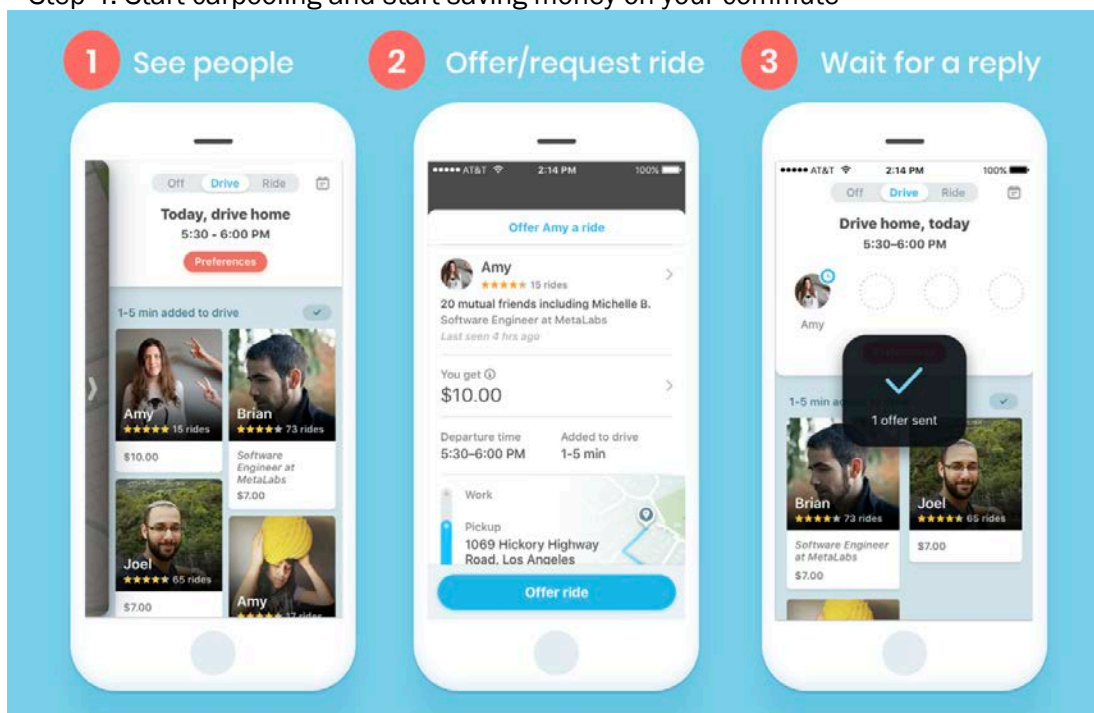 Step 4: Start carpooling and start saving money on your commute
1 See people
2 Offer/request ride
3 Wait for a reply
Off Drive Ride
Today, drive home
5:30 - 6:00 PM
Preferences
1-5 min added to drive
Amy
15 rides
$10.00
Brian
73 rides
Software
Engineer at
MetaLabs
$7.00
Joel
65 rides
$7.00
Amy
17 rides
AT&T 2:14 PM 100%
Offer Amy a ride
Amy
15 rides
20 mutual friends including Michelle B.
Software Engineer at MetaLabs
Last seen 4 hrs ago
You get
$10.00
Departure time Added to drive
5:30–6:00 PM 1-5 min
Work
Pickup
1069 Hickory Highway
Road, Los Angeles
Offer ride
AT&T 2:14 PM 100%
Off Drive Ride
Drive home, today
5:30–6:00 PM
Amy
1 offer sent
1-5 min
Brian
73 rides
Software Engineer
at MetaLabs
$7.00
Joel
65 rides
$7.00